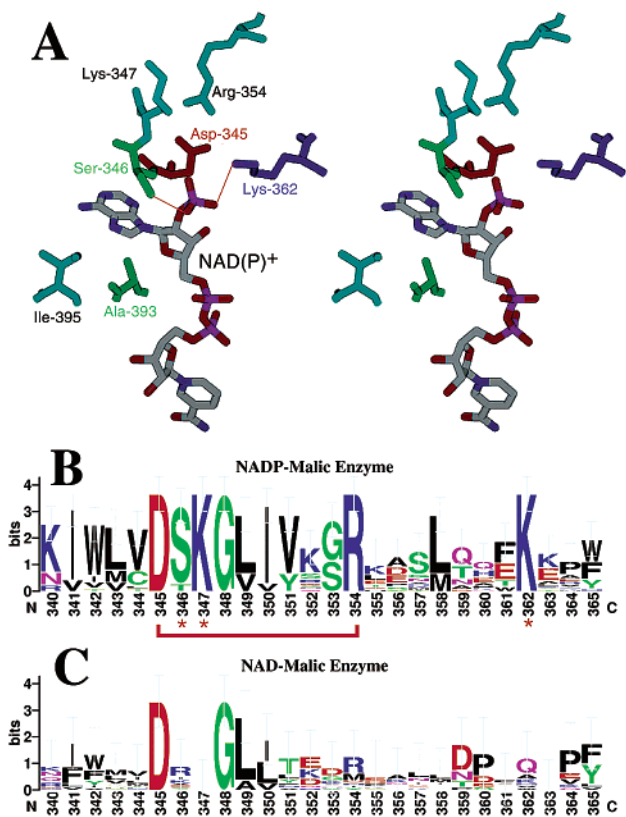 A
Lys-347
Arg-354
Asp-345
Ser-346
Lys-362
NAD(P)+
Ile-395
Ala-393
B
NADP-Malic Enzyme
bits
4
3
2
1
0
N 340 341 342 343 344 345 346 347 348 349 350 351 352 353 354 355 356 357 358 359 360 361 362 363 364 365 C
* * *
C
NAD-Malic Enzyme
bits
4
3
2
1
0
N 340 341 342 343 344 345 346 347 348 349 350 351 352 353 354 355 356 357 358 359 360 361 362 363 364 365 C